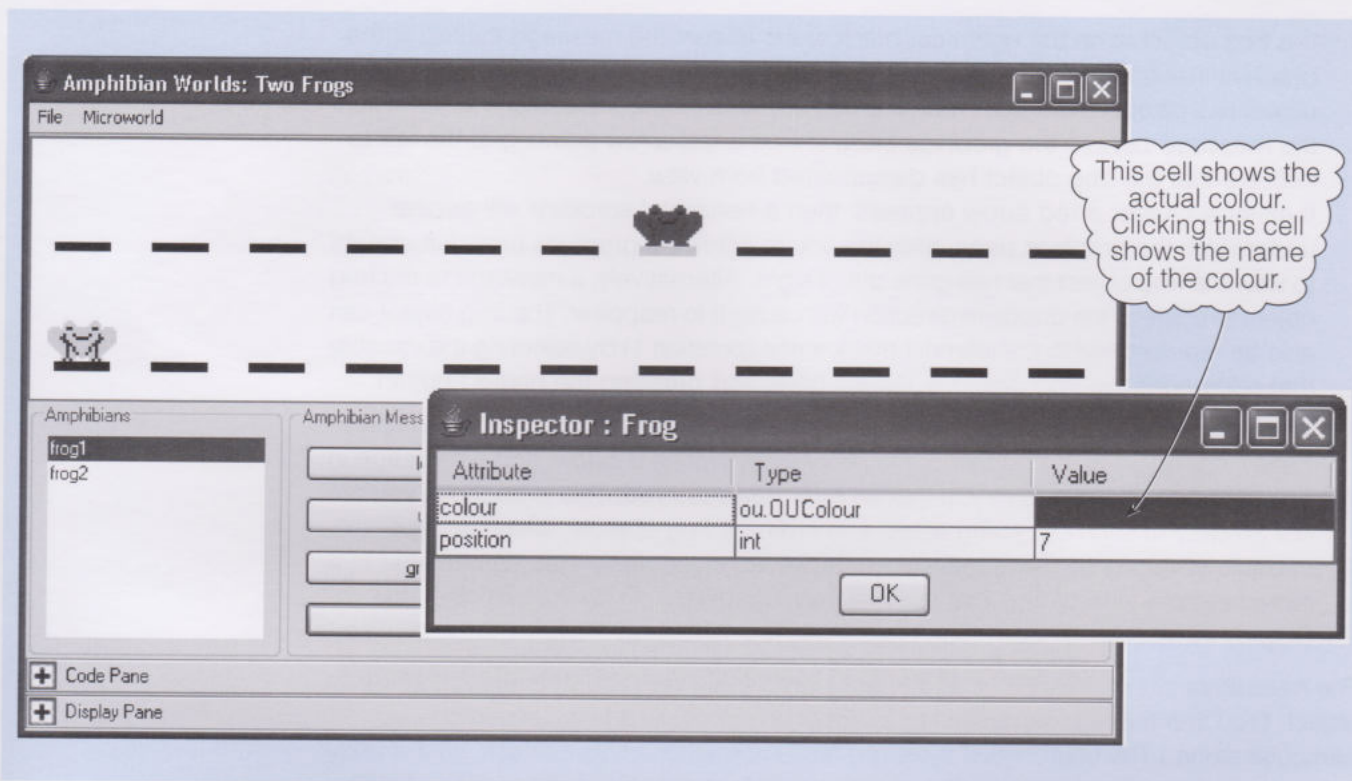 Amphibian Worlds: Two Frogs
File Microworld
This cell shows the
actual colour.
Clicking this cell
shows the name
of the colour.
Amphibians
frog1
frog2
Amphibian Mess
Inspector : Frog
Attribute Type Value
colour ou.OUColour
position int 7
OK
Code Pane
Display Pane